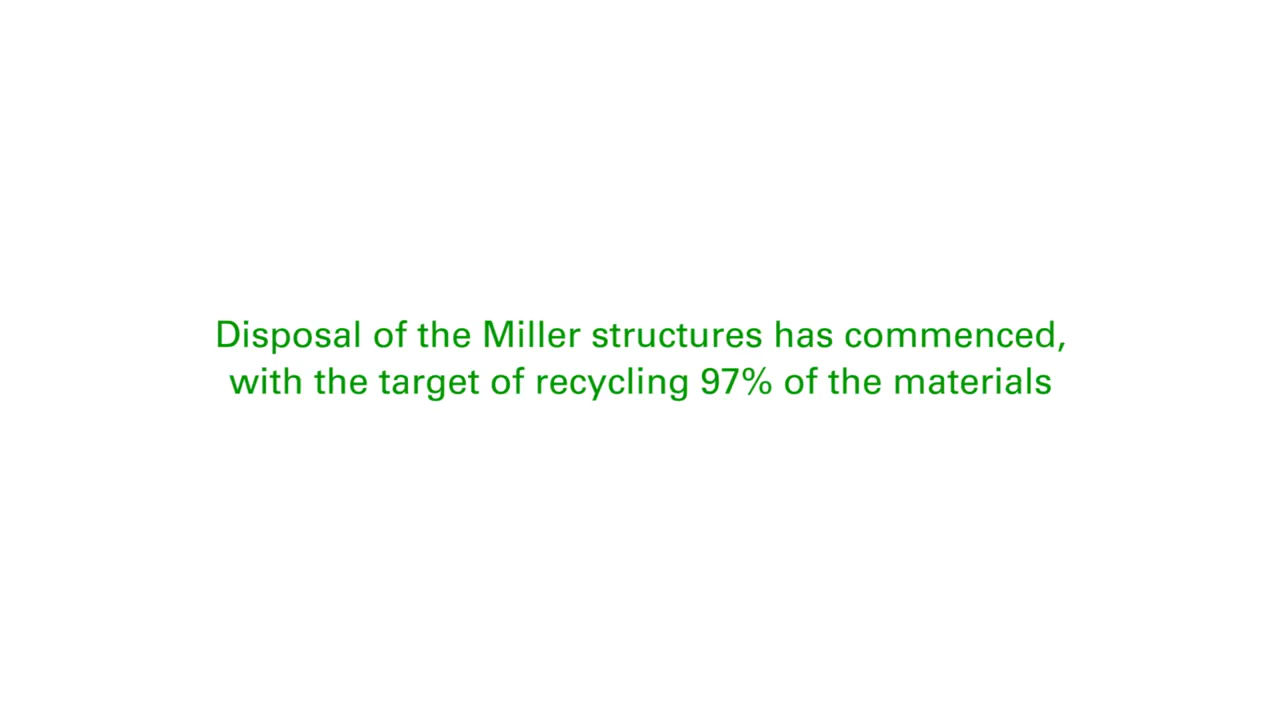 Disposal of the Miller structures has commenced,
with the target of recycling 97% of the materials